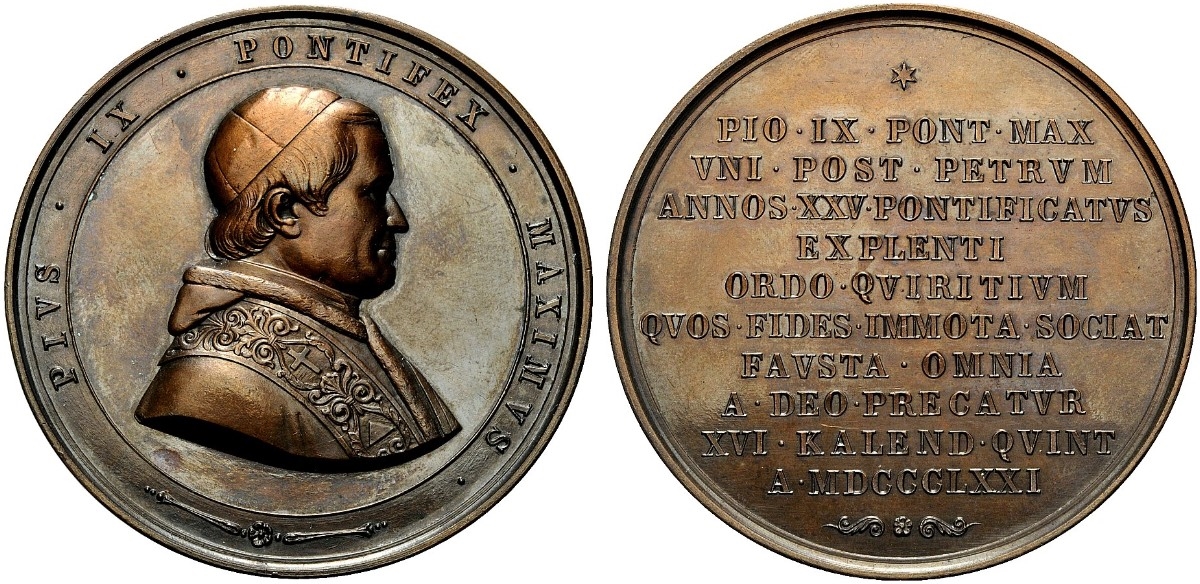 PIVS · IX · PONTIFEX · MAXIMVS ·
PIO · IX · PONT · MAX
VNI · POST · PETRVM
ANNOS · XXV · PONTIFICATVS
EXPLENTI
ORDO · QVIRITIVM
QVOS · FIDES · IMMOTA · SOCIAT
FAVSTA · OMNIA
A · DEO · PRECATVR
XVI · KALEND · QVINT
A · MDCCCLXXI